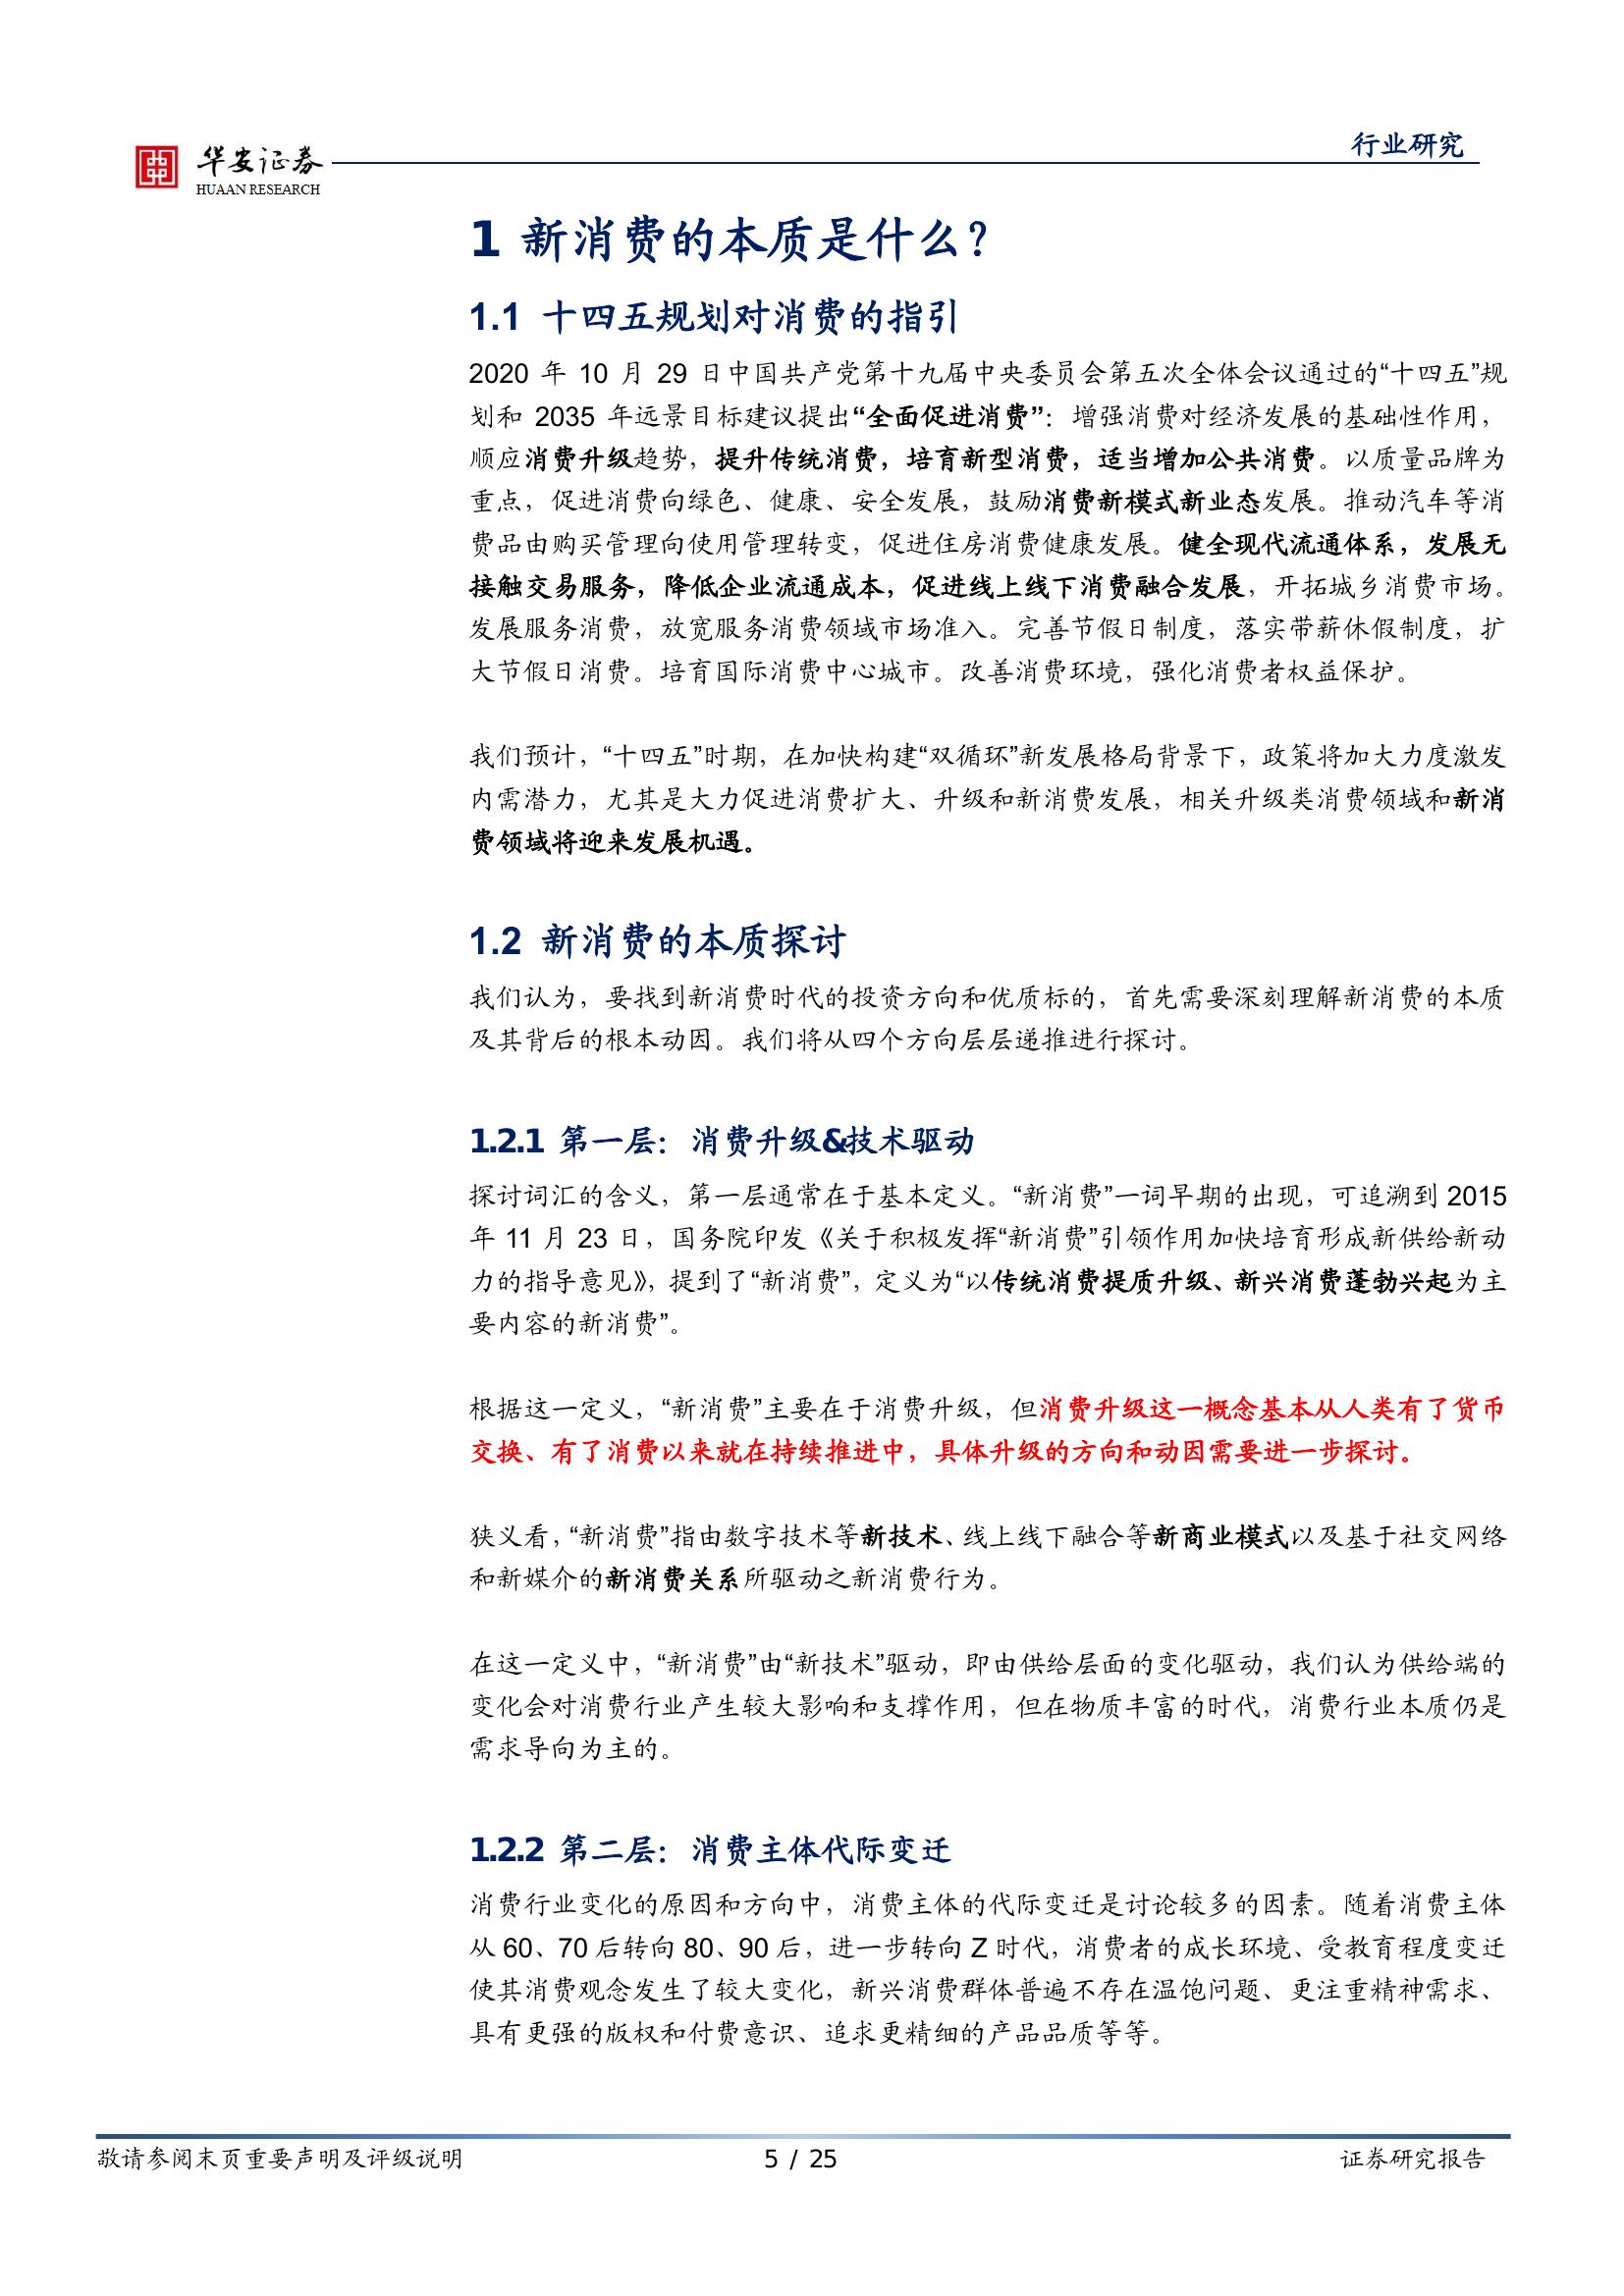 华安证券
HUAAN RESEARCH
行业研究
1 新消费的本质是什么？
1.1 十四五规划对消费的指引
2020 年 10 月 29 日中国共产党第十九届中央委员会第五次全体会议通过的“十四五”规
划和 2035 年远景目标建议提出“全面促进消费”：增强消费对经济发展的基础性作用，
顺应消费升级趋势，提升传统消费，培育新型消费，适当增加公共消费。以质量品牌为
重点，促进消费向绿色、健康、安全发展，鼓励消费新模式新业态发展。推动汽车等消
费品由购买管理向使用管理转变，促进住房消费健康发展。健全现代流通体系，发展无
接触交易服务，降低企业流通成本，促进线上线下消费融合发展，开拓城乡消费市场。
发展服务消费，放宽服务消费领域市场准入。完善节假日制度，落实带薪休假制度，扩
大节假日消费。培育国际消费中心城市。改善消费环境，强化消费者权益保护。
我们预计，“十四五”时期，在加快构建“双循环”新发展格局背景下，政策将加大力度激发
内需潜力，尤其是大力促进消费扩大、升级和新消费发展，相关升级类消费领域和新消
费领域将迎来发展机遇。
1.2 新消费的本质探讨
我们认为，要找到新消费时代的投资方向和优质标的，首先需要深刻理解新消费的本质
及其背后的根本动因。我们将从四个方向层层递推进行探讨。
1.2.1 第一层：消费升级&技术驱动
探讨词汇的含义，第一层通常在于基本定义。“新消费”一词早期的出现，可追溯到 2015
年 11 月 23 日，国务院印发《关于积极发挥“新消费”引领作用加快培育形成新供给新动
力的指导意见》，提到了“新消费”，定义为“以传统消费提质升级、新兴消费蓬勃兴起为主
要内容的新消费”。
根据这一定义，“新消费”主要在于消费升级，但消费升级这一概念基本从人类有了货币
交换、有了消费以来就在持续推进中，具体升级的方向和动因需要进一步探讨。
狭义看，“新消费”指由数字技术等新技术、线上线下融合等新商业模式以及基于社交网络
和新媒介的新消费关系所驱动之新消费行为。
在这一定义中，“新消费”由“新技术”驱动，即由供给层面的变化驱动，我们认为供给端的
变化会对消费行业产生较大影响和支撑作用，但在物质丰富的时代，消费行业本质仍是
需求导向为主的。
1.2.2 第二层：消费主体代际变迁
消费行业变化的原因和方向中，消费主体的代际变迁是讨论较多的因素。随着消费主体
从 60、70 后转向 80、90 后，进一步转向 Z 时代，消费者的成长环境、受教育程度变迁
使其消费观念发生了较大变化，新兴消费群体普遍不存在温饱问题、更注重精神需求、
具有更强的版权和付费意识、追求更精细的产品品质等等。
敬请参阅末页重要声明及评级说明
5 / 25
证券研究报告